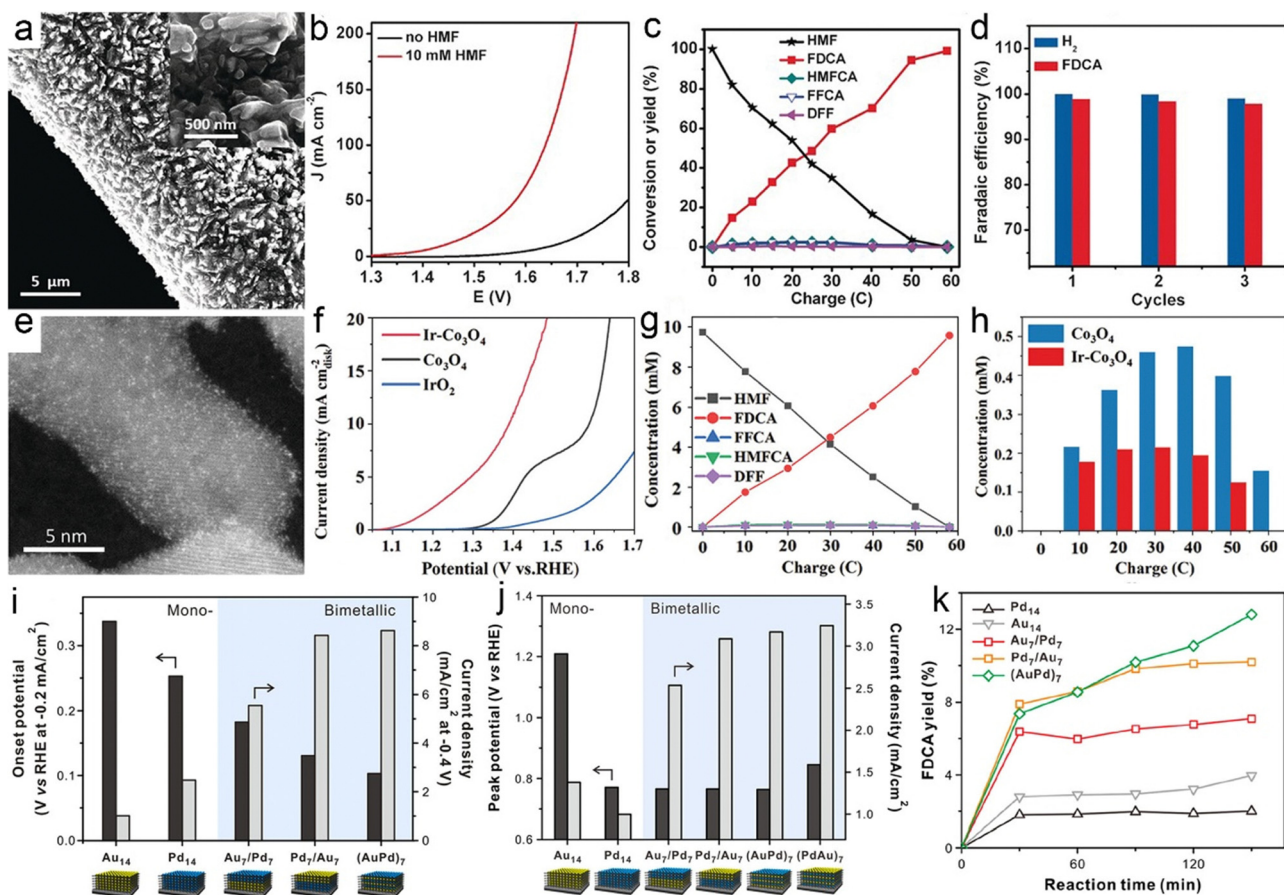 a
500 nm
5 μm
b
no HMF
10 mM HMF
J (mA cm⁻²)
200
150
100
50
0
1.3 1.4 1.5 1.6 1.7 1.8
E (V)
c
HMF
FDCA
HMFCA
FFCA
DFF
Conversion or yield (%)
100
80
60
40
20
0
0 10 20 30 40 50 60
Charge (C)
d
H₂
FDCA
Faradaic efficiency (%)
110
100
90
80
70
1 2 3
Cycles
e
5 nm
f
Ir-Co₃O₄
Co₃O₄
IrO₂
Current density (mA cm⁻²disk)
20
15
10
5
0
1.1 1.2 1.3 1.4 1.5 1.6 1.7
Potential (V vs.RHE)
g
HMF
FDCA
FFCA
HMFCA
DFF
Concentration (mM)
10
8
6
4
2
0
0 10 20 30 40 50 60
Charge (C)
h
Co₃O₄
Ir-Co₃O₄
Concentration (mM)
0.5
0.4
0.3
0.2
0.1
0.0
0 10 20 30 40 50 60
Charge (C)
i
Mono-
Bimetallic
Onset potential
(V vs RHE at -0.2 mA/cm²)
0.3
0.2
0.1
0.0
Current density
(mA/cm² at -0.4 V)
10
8
6
4
2
0
Au₁₄ Pd₁₄ Au₇/Pd₇ Pd₇/Au₇ (AuPd)₇
j
Mono-
Bimetallic
Peak potential (V vs RHE)
1.4
1.2
1.0
0.8
0.6
Current density (mA/cm²)
3.5
3.0
2.5
2.0
1.5
1.0
Au₁₄ Pd₁₄ Au₇/Pd₇ Pd₇/Au₇ (AuPd)₇ (PdAu)₇
k
Pd₁₄
Au₁₄
Au₇/Pd₇
Pd₇/Au₇
(AuPd)₇
FDCA yield (%)
12
8
4
0
0 60 120
Reaction time (min)